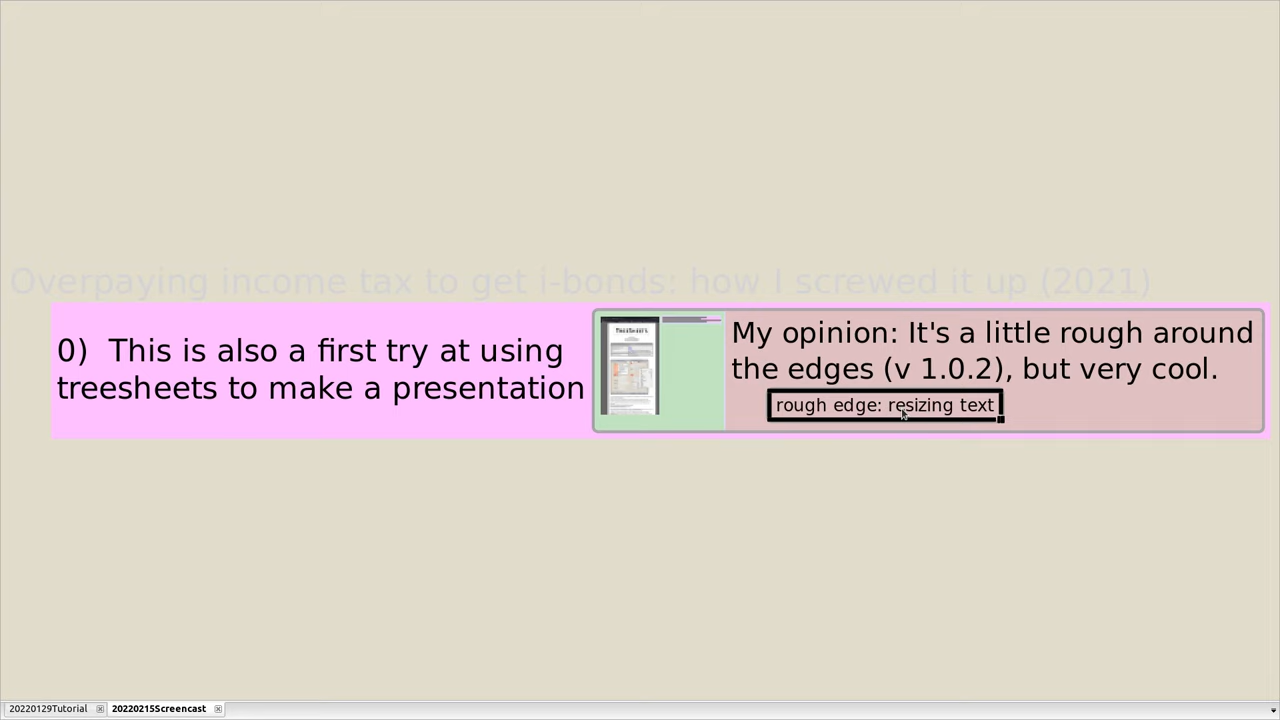 Overpaying income tax to get i-bonds: how I screwed it up (2021)
0)  This is also a first try at using
treesheets to make a presentation
My opinion: It's a little rough around
the edges (v 1.0.2), but very cool.
rough edge: resizing text
20220129Tutorial
20220215Screencast